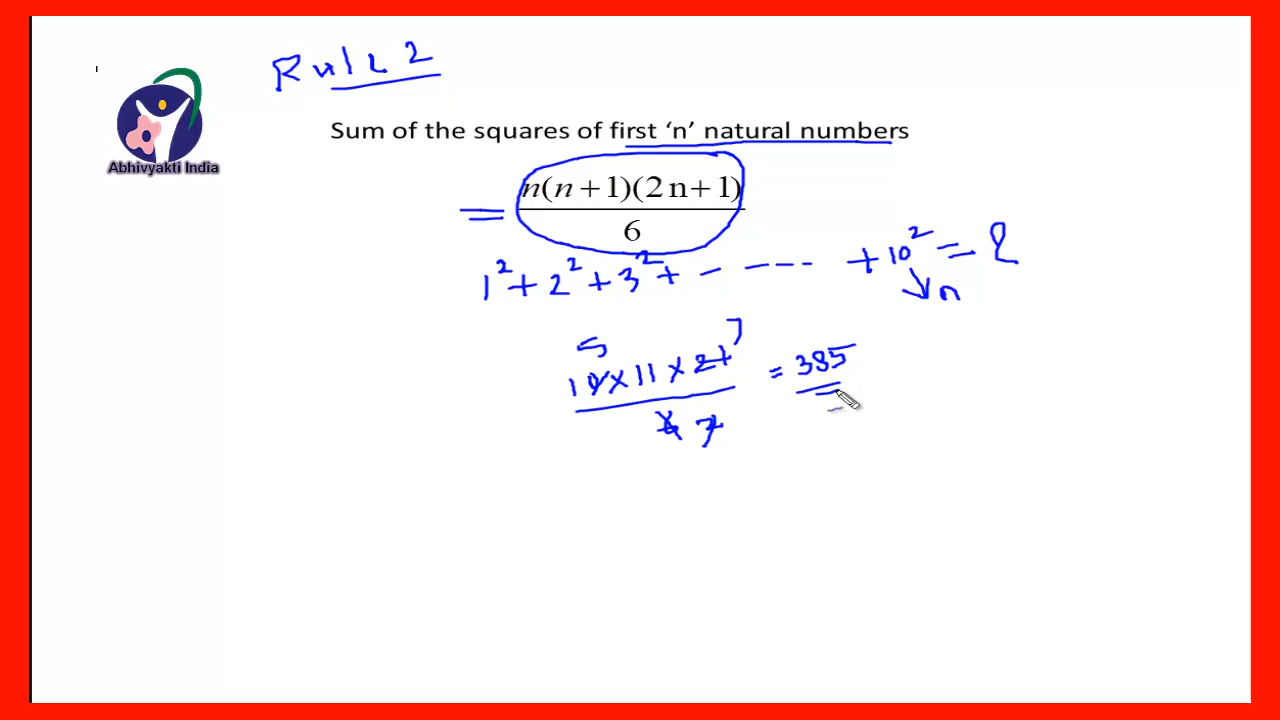 Rule 2
Abhivyakti India
Sum of the squares of first ‘n’ natural numbers
= n(n+1)(2n+1)
6
1² + 2² + 3² + - - - - - + 10² = ?
n
5 7
10 × 11 × 21 = 385
6 3